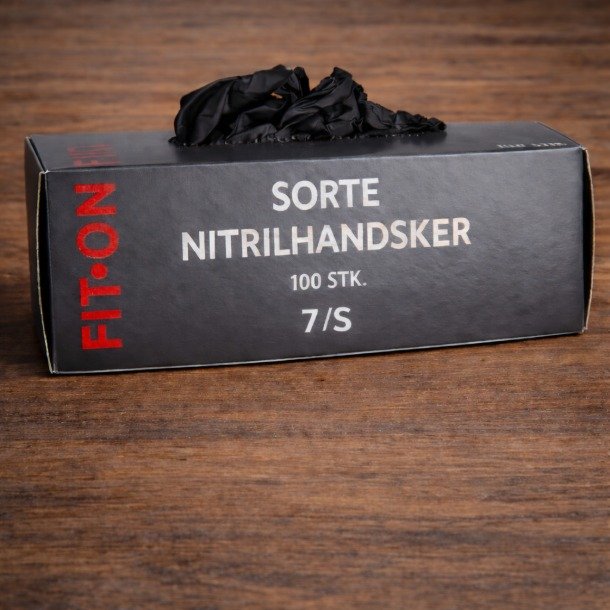 FIT•ON
SORTE
NITRILHANDSKER
100 STK.
7/S